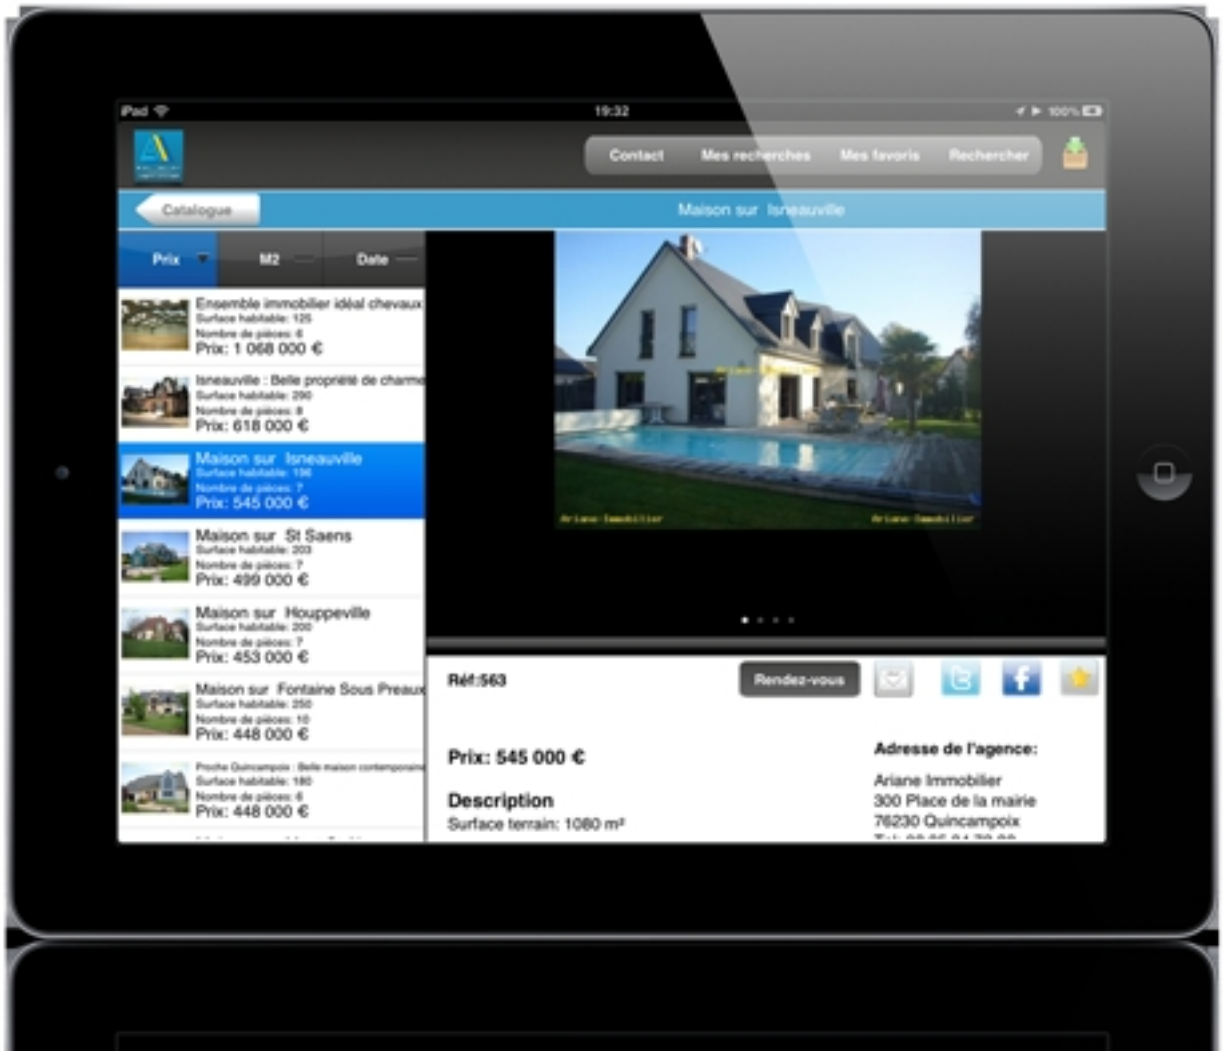 iPad
19:32
100%
Contact Mes recherches Mes favoris Rechercher
Catalogue
Maison sur Isneauville
Prix M2 Date
Ensemble immobilier idéal chevaux
Surface habitable: 125
Nombre de pièces: 6
Prix: 1 068 000 €
Isneauville : Belle propriété de charme
Surface habitable: 290
Nombre de pièces: 8
Prix: 618 000 €
Maison sur Isneauville
Surface habitable: 196
Nombre de pièces: 7
Prix: 545 000 €
Maison sur St Saens
Surface habitable: 203
Nombre de pièces: 7
Prix: 499 000 €
Maison sur Houppeville
Surface habitable: 200
Nombre de pièces: 7
Prix: 453 000 €
Maison sur Fontaine Sous Preaux
Surface habitable: 250
Nombre de pièces: 10
Prix: 448 000 €
Proche Quincampoix : Belle maison contemporaine
Surface habitable: 180
Nombre de pièces: 6
Prix: 448 000 €
Ariane-Immobilier
Ariane-Immobilier Ariane-Immobilier
Réf:563
Rendez-vous
Prix: 545 000 €
Description
Surface terrain: 1080 m²
Adresse de l'agence:
Ariane Immobilier
300 Place de la mairie
76230 Quincampoix